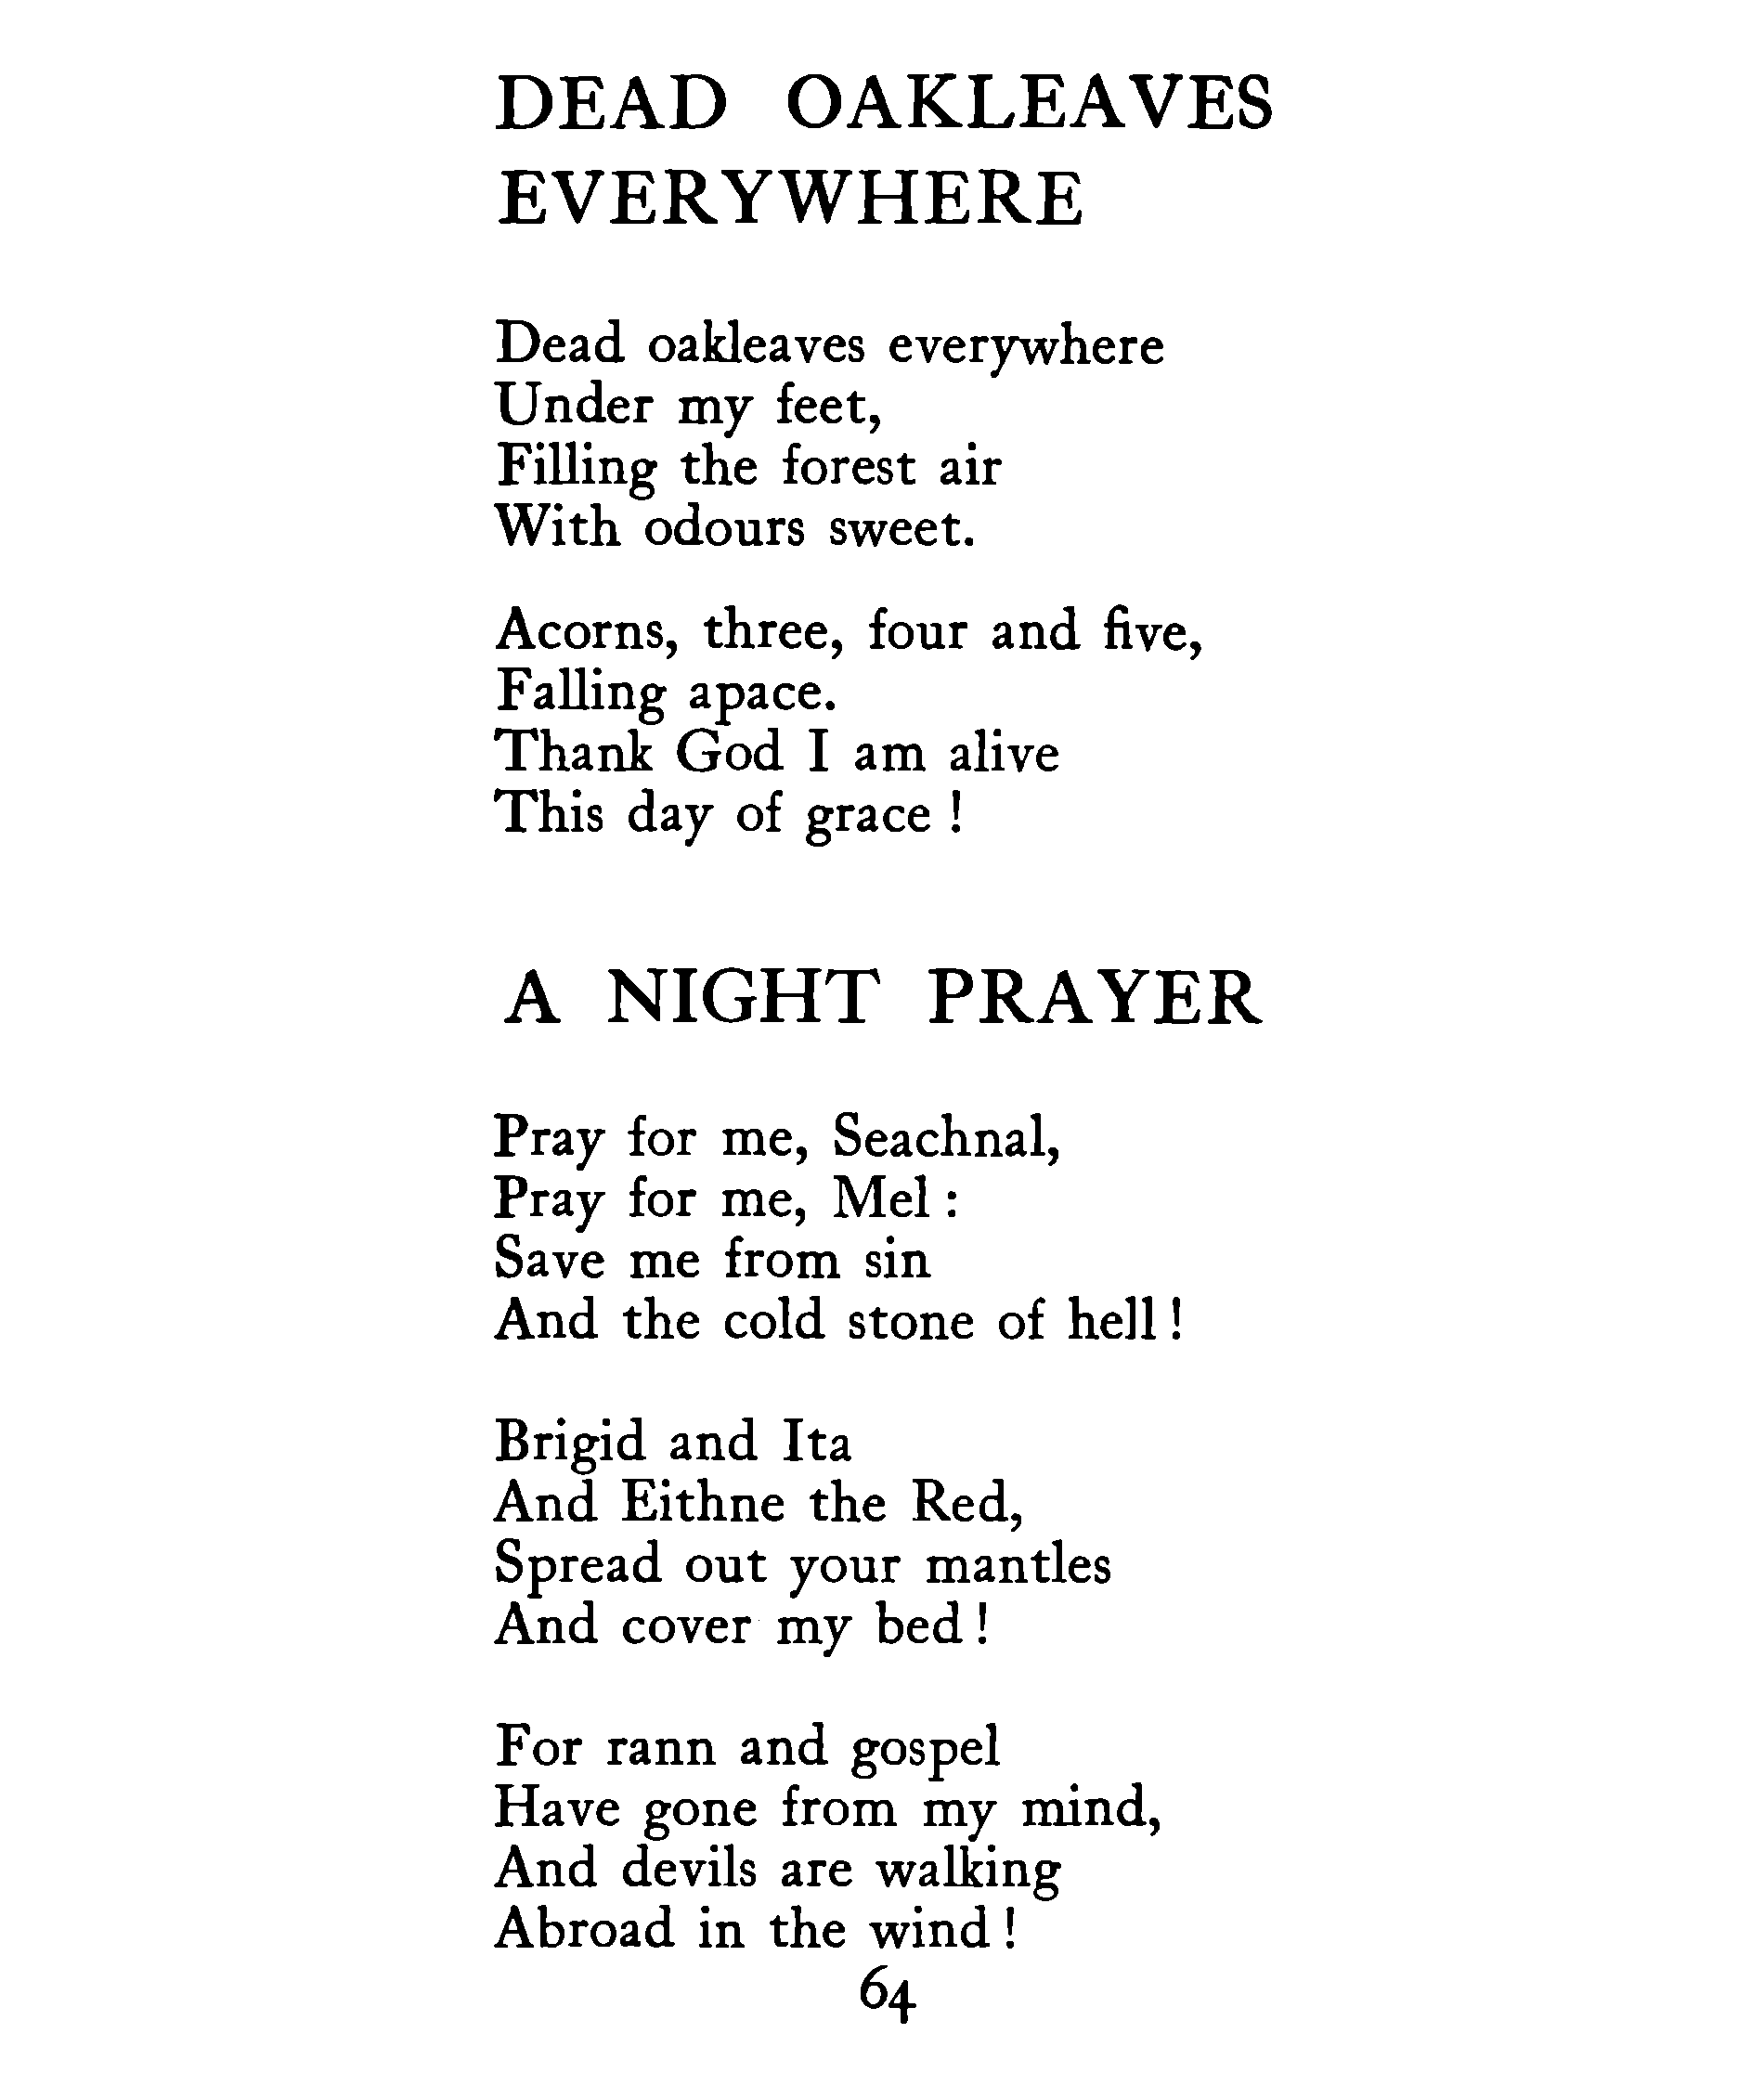 DEAD OAKLEAVES
EVERYWHERE
Dead oakleaves everywhere
Under my feet,
Filling the forest air
With odours sweet.
Acorns, three, four and five,
Falling apace.
Thank God I am alive
This day of grace !
A NIGHT PRAYER
Pray for me, Seachnal,
Pray for me, Mel :
Save me from sin
And the cold stone of hell !
Brigid and Ita
And Eithne the Red,
Spread out your mantles
And cover my bed !
For rann and gospel
Have gone from my mind,
And devils are walking
Abroad in the wind !
64